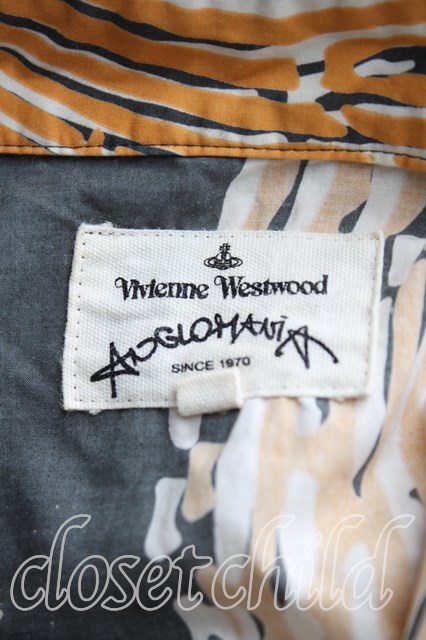 Vivienne Westwood
ANGLOMANIA
SINCE 1970
closetchild